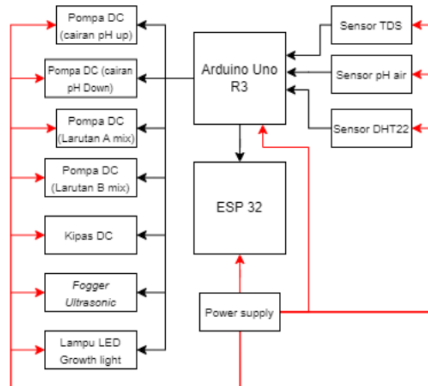 Pompa DC
(cairan pH up)
Pompa DC (cairan
pH Down)
Pompa DC
(Larutan A mix)
Pompa DC
(Larutan B mix)
Kipas DC
Fogger
Ultrasonic
Lampu LED
Growth light
Arduino Uno
R3
ESP 32
Power supply
Sensor TDS
Sensor pH air
Sensor DHT22